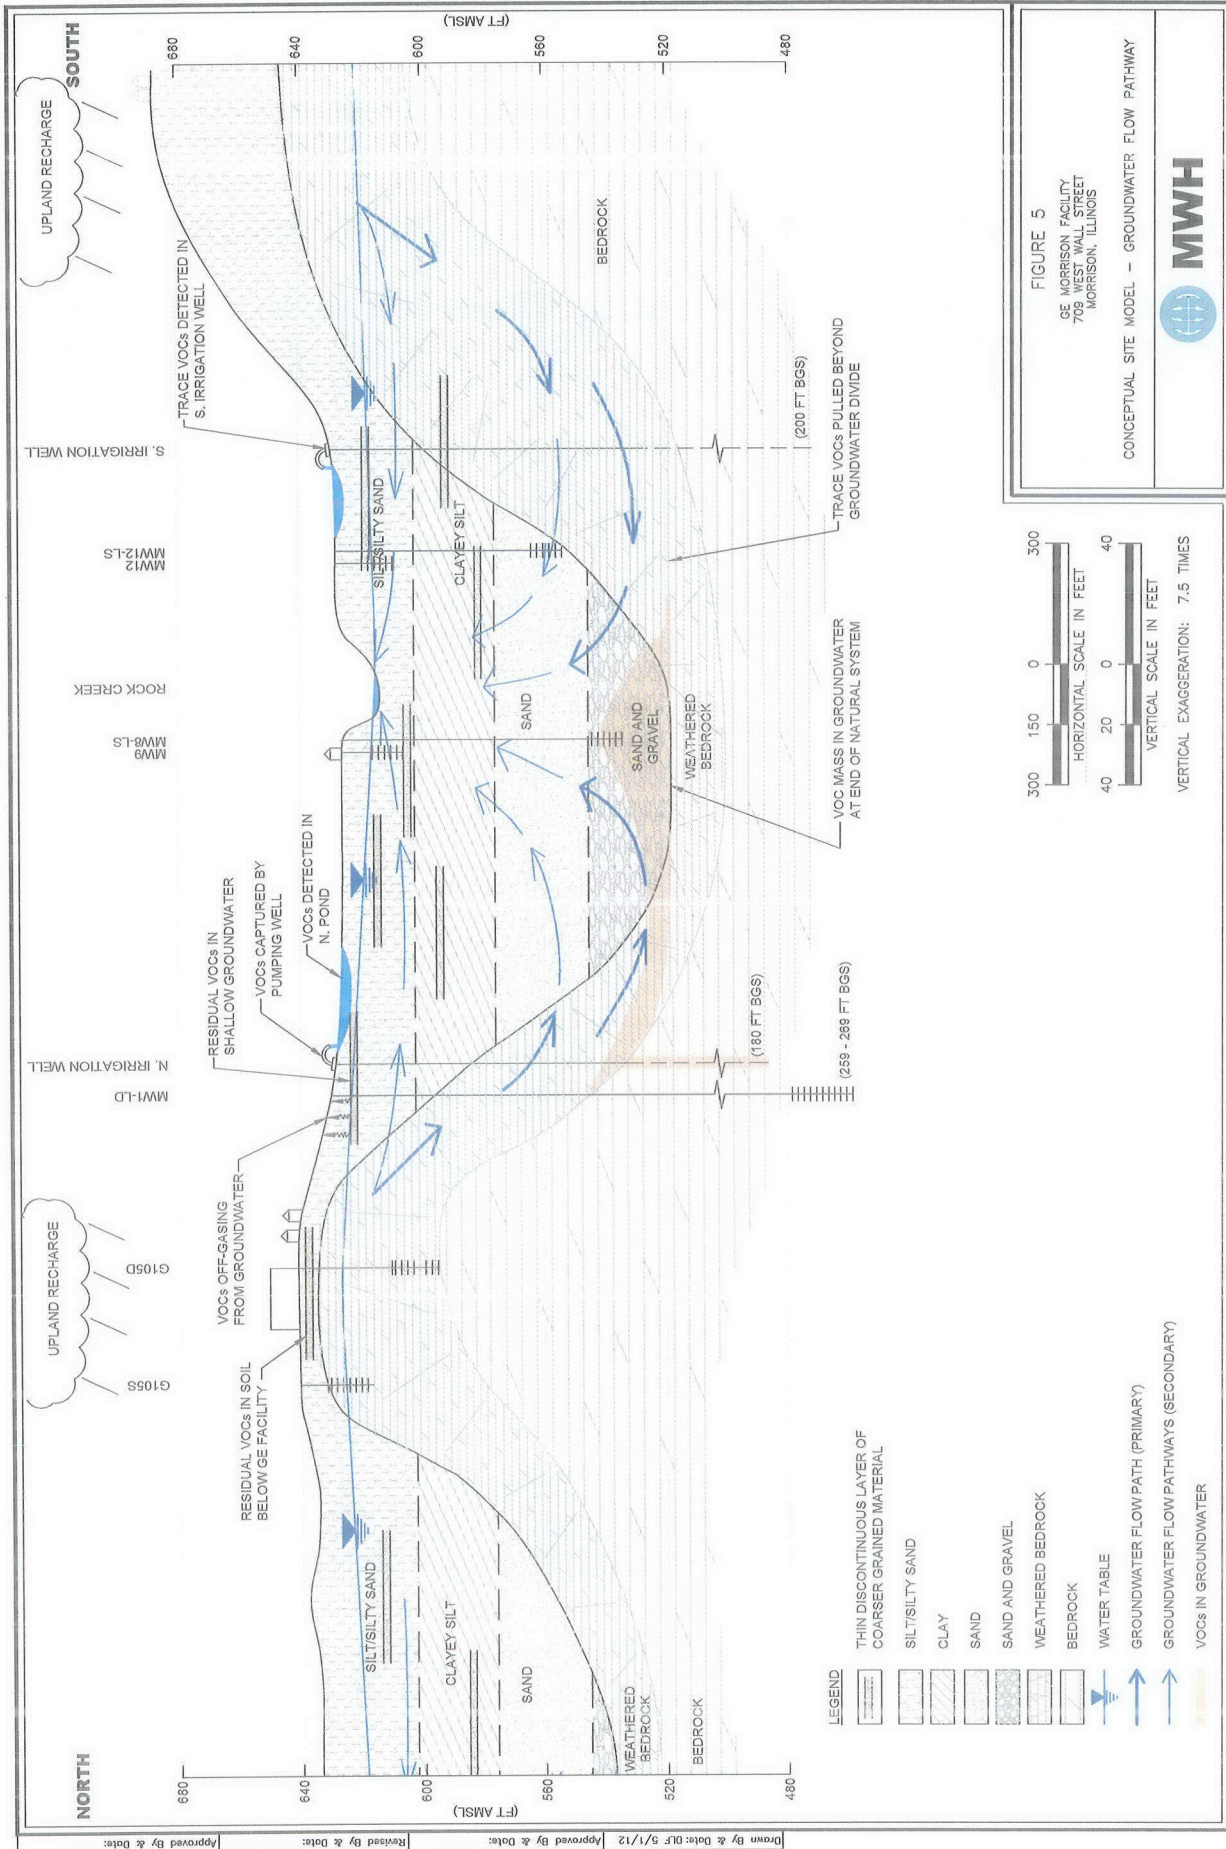 NORTH
SOUTH
UPLAND RECHARGE
UPLAND RECHARGE
G105S
G105D
MW1-LD
N. IRRIGATION WELL
MW9
MW8-LS
ROCK CREEK
MW12
MW12-LS
S. IRRIGATION WELL
RESIDUAL VOCs IN SOIL
BELOW GE FACILITY
VOCs OFF-GASING
FROM GROUNDWATER
RESIDUAL VOCs IN
SHALLOW GROUNDWATER
VOCs CAPTURED BY
PUMPING WELL
VOCs DETECTED IN
N. POND
TRACE VOCs DETECTED IN
S. IRRIGATION WELL
680
640
600
560
520
480
(FT AMSL)
680
640
600
560
520
480
(FT AMSL)
SILT/SILTY SAND
CLAYEY SILT
SAND
WEATHERED
BEDROCK
BEDROCK
SILT/SILTY SAND
CLAYEY SILT
SAND
SAND AND
GRAVEL
WEATHERED
BEDROCK
BEDROCK
(180 FT BGS)
(259 - 269 FT BGS)
(200 FT BGS)
VOC MASS IN GROUNDWATER
AT END OF NATURAL SYSTEM
TRACE VOCs PULLED BEYOND
GROUNDWATER DIVIDE
LEGEND
THIN DISCONTINUOUS LAYER OF
COARSER GRAINED MATERIAL
SILT/SILTY SAND
CLAY
SAND
SAND AND GRAVEL
WEATHERED BEDROCK
BEDROCK
WATER TABLE
GROUNDWATER FLOW PATH (PRIMARY)
GROUNDWATER FLOW PATHWAYS (SECONDARY)
VOCs IN GROUNDWATER
300 150 0 300
HORIZONTAL SCALE IN FEET
40 20 0 40
VERTICAL SCALE IN FEET
VERTICAL EXAGGERATION: 7.5 TIMES
FIGURE 5
GE MORRISON FACILITY
709 WEST WALL STREET
MORRISON, ILLINOIS
CONCEPTUAL SITE MODEL - GROUNDWATER FLOW PATHWAY
MWH
Drawn By & Date: DLF 5/1/12
Approved By & Date:
Revised By & Date:
Approved By & Date: